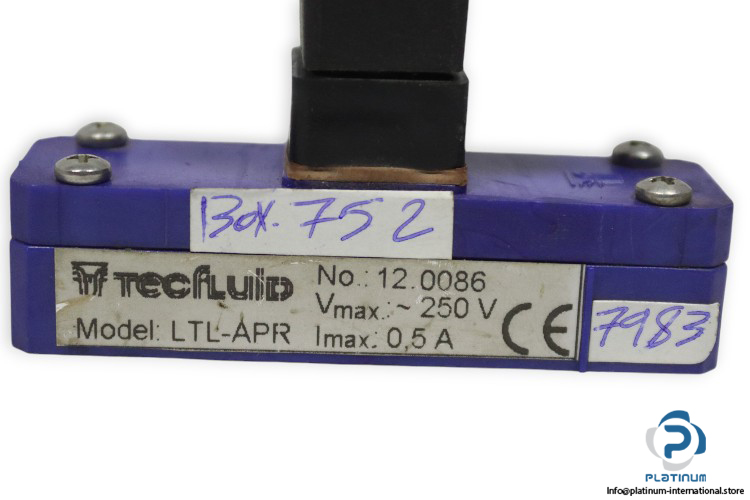 Box. 752
TECFLUID
No.: 12.0086
Vmax.: ~ 250 V
Model: LTL-APR
Imax.: 0,5 A
CE
7983
PLATINUM
Info@platinum-international.store